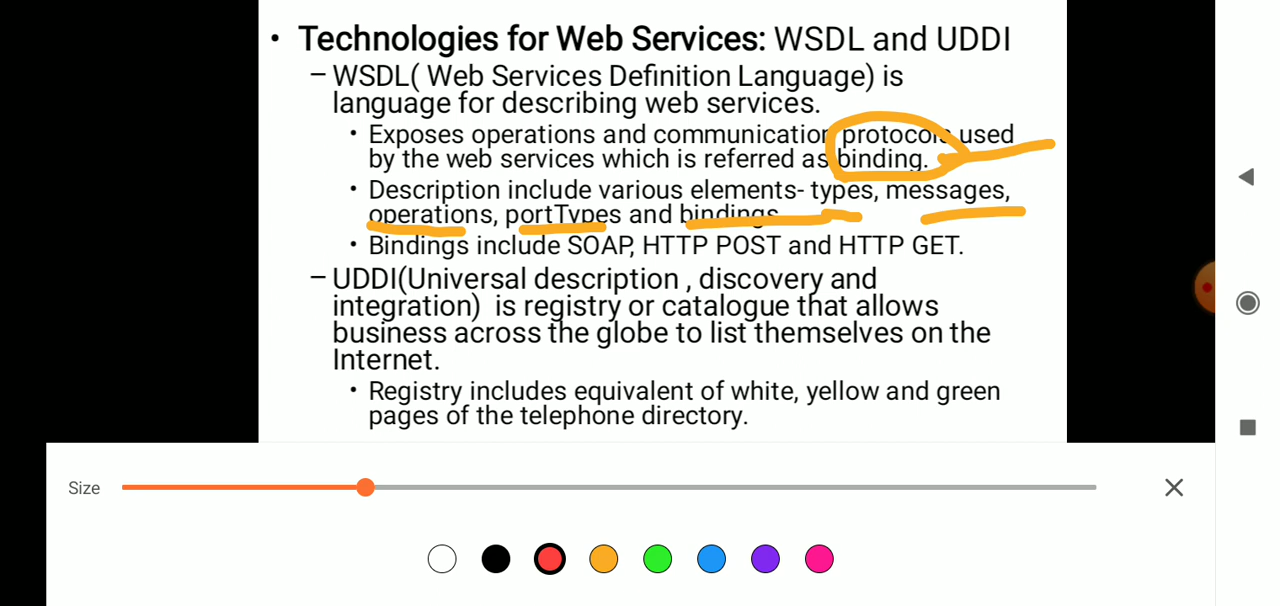 • Technologies for Web Services: WSDL and UDDI
– WSDL( Web Services Definition Language) is
language for describing web services.
• Exposes operations and communication protocols used
by the web services which is referred as binding.
• Description include various elements- types, messages,
operations, portTypes and bindings
• Bindings include SOAP, HTTP POST and HTTP GET.
– UDDI(Universal description , discovery and
integration) is registry or catalogue that allows
business across the globe to list themselves on the
Internet.
• Registry includes equivalent of white, yellow and green
pages of the telephone directory.
Size